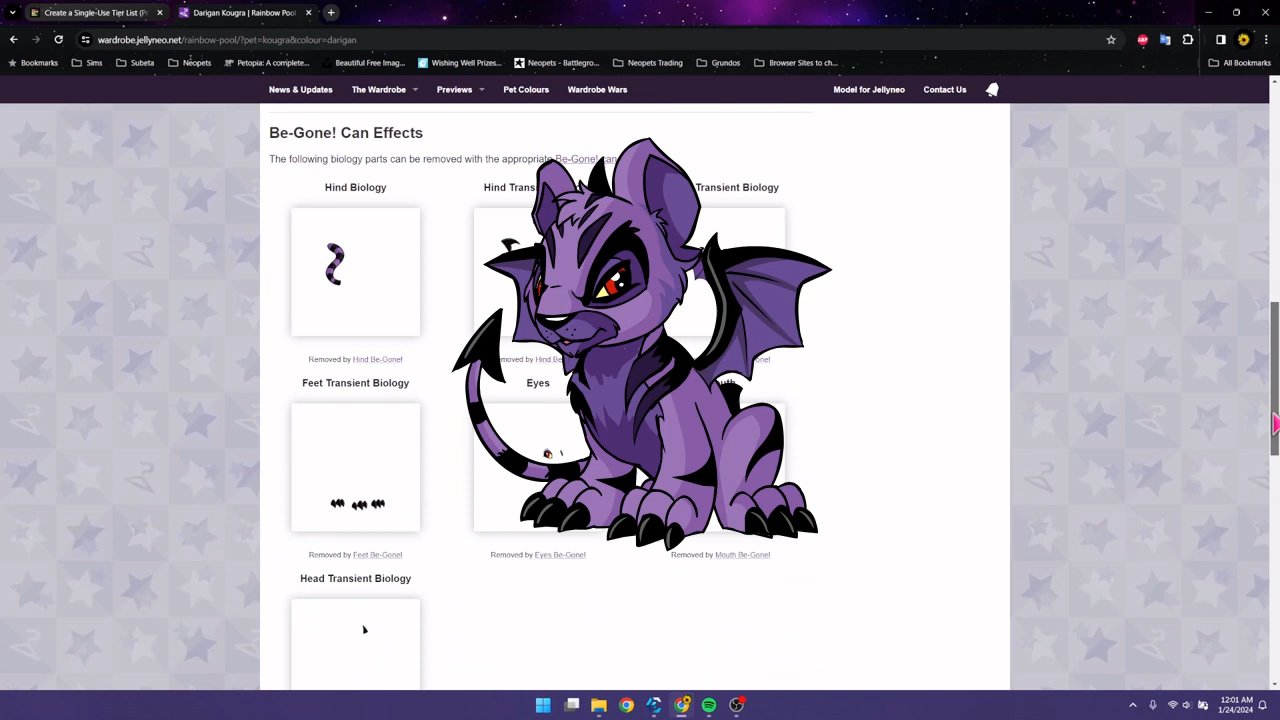 Create a Single-Use Tier List (P
Darigan Kougra | Rainbow Pool
wardrobe.jellyneo.net/rainbow-pool/?pet=kougra&colour=darigan
Bookmarks
Sims
Subeta
Neopets
Petopia: A complete...
Beautiful Free Imag...
Wishing Well Prizes...
Neopets - Battlegro...
Neopets Trading
Grundos
Browser Sites to ch...
All Bookmarks
News & Updates
The Wardrobe
Previews
Pet Colours
Wardrobe Wars
Model for Jellyneo
Contact Us
Be-Gone! Can Effects
The following biology parts can be removed with the appropriate Be-Gone! can
Hind Biology
Hind Trans
Transient Biology
Removed by Hind Be-Gone!
moved by Hind Be
one!
Feet Transient Biology
Eyes
uth
Removed by Feet Be-Gone!
Removed by Eyes Be-Gone!
Removed by Mouth Be-Gone!
Head Transient Biology
12:01 AM
1/24/2024